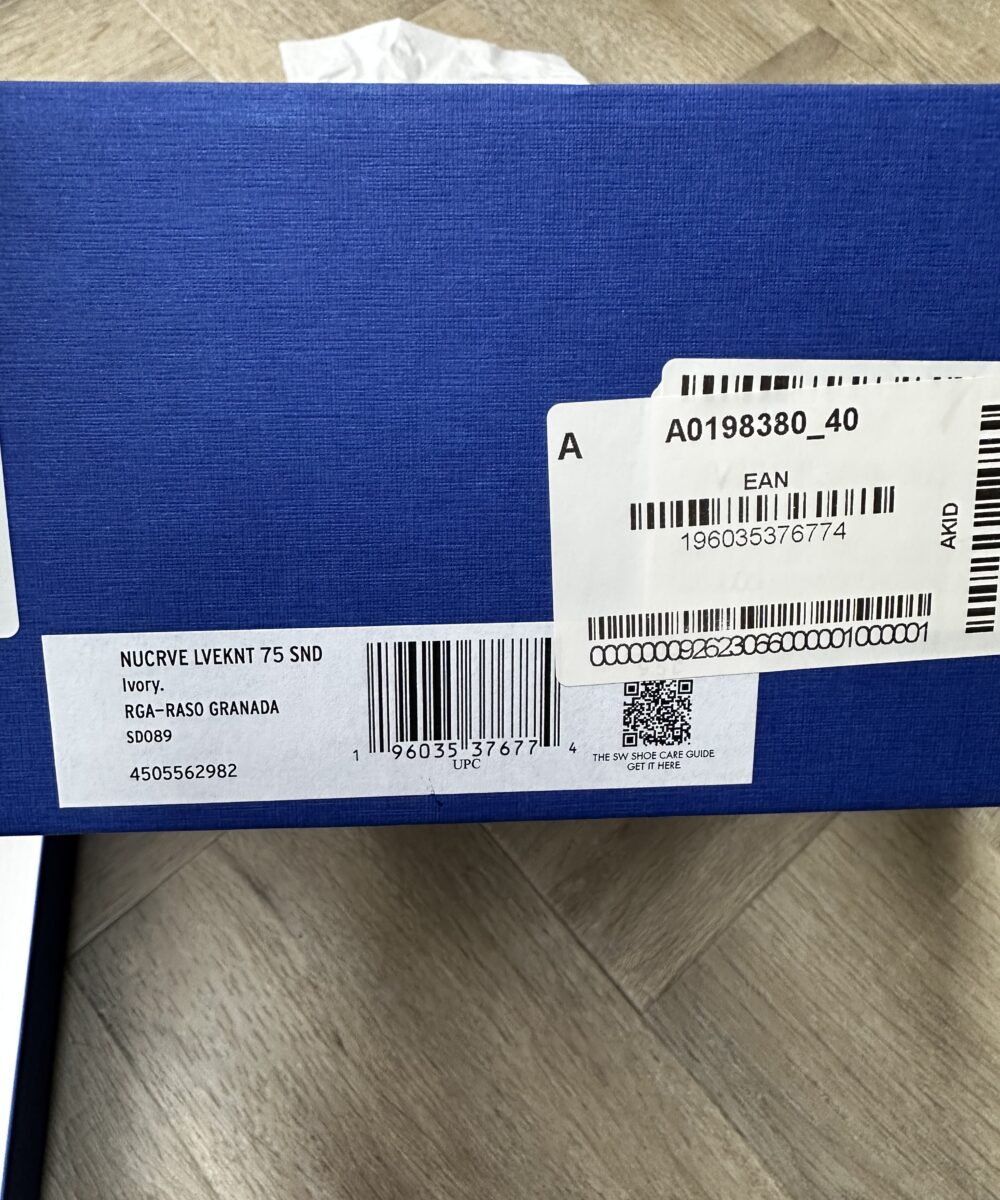 A
A0198380_40
EAN
196035376774
AKID
000000092623066000001000001
NUCRVE LVEKNT 75 SND
Ivory.
RGA-RASO GRANADA
SD089
4505562982
1 96035 37677 4
UPC
THE SW SHOE CARE GUIDE
GET IT HERE